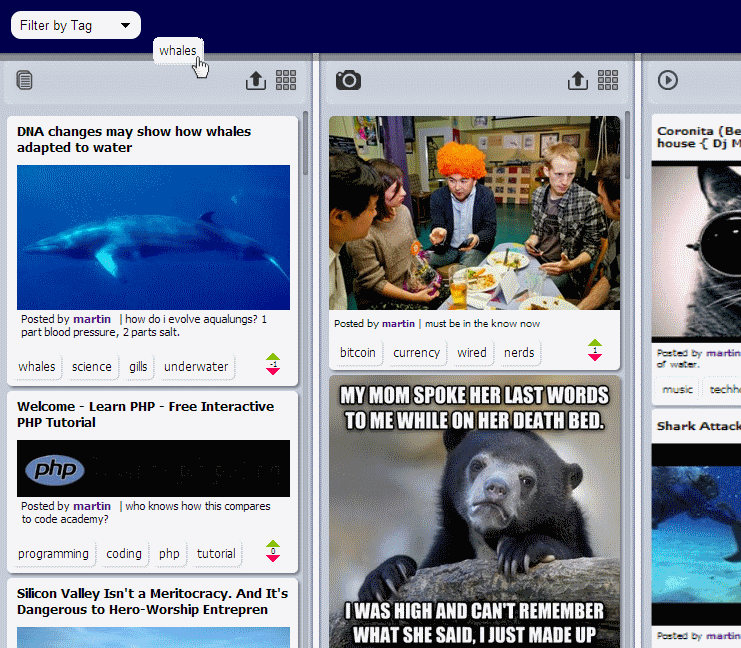 Filter by Tag
whales
DNA changes may show how whales
adapted to water
Posted by martin | how do i evolve aqualungs? 1
part blood pressure, 2 parts salt.
whales
science
gills
underwater
-1
Welcome - Learn PHP - Free Interactive
PHP Tutorial
php
Posted by martin | who knows how this compares
to code academy?
programming
coding
php
tutorial
0
Silicon Valley Isn't a Meritocracy. And It's
Dangerous to Hero-Worship Entrepren
Posted by martin | must be in the know now
bitcoin
currency
wired
nerds
1
MY MOM SPOKE HER LAST WORDS
TO ME WHILE ON HER DEATH BED.
I WAS HIGH AND CAN'T REMEMBER
WHAT SHE SAID, I JUST MADE UP
Coronita (Be
house { Dj M
Posted by martin
of water.
music
techh
Shark Attack
Posted by martin